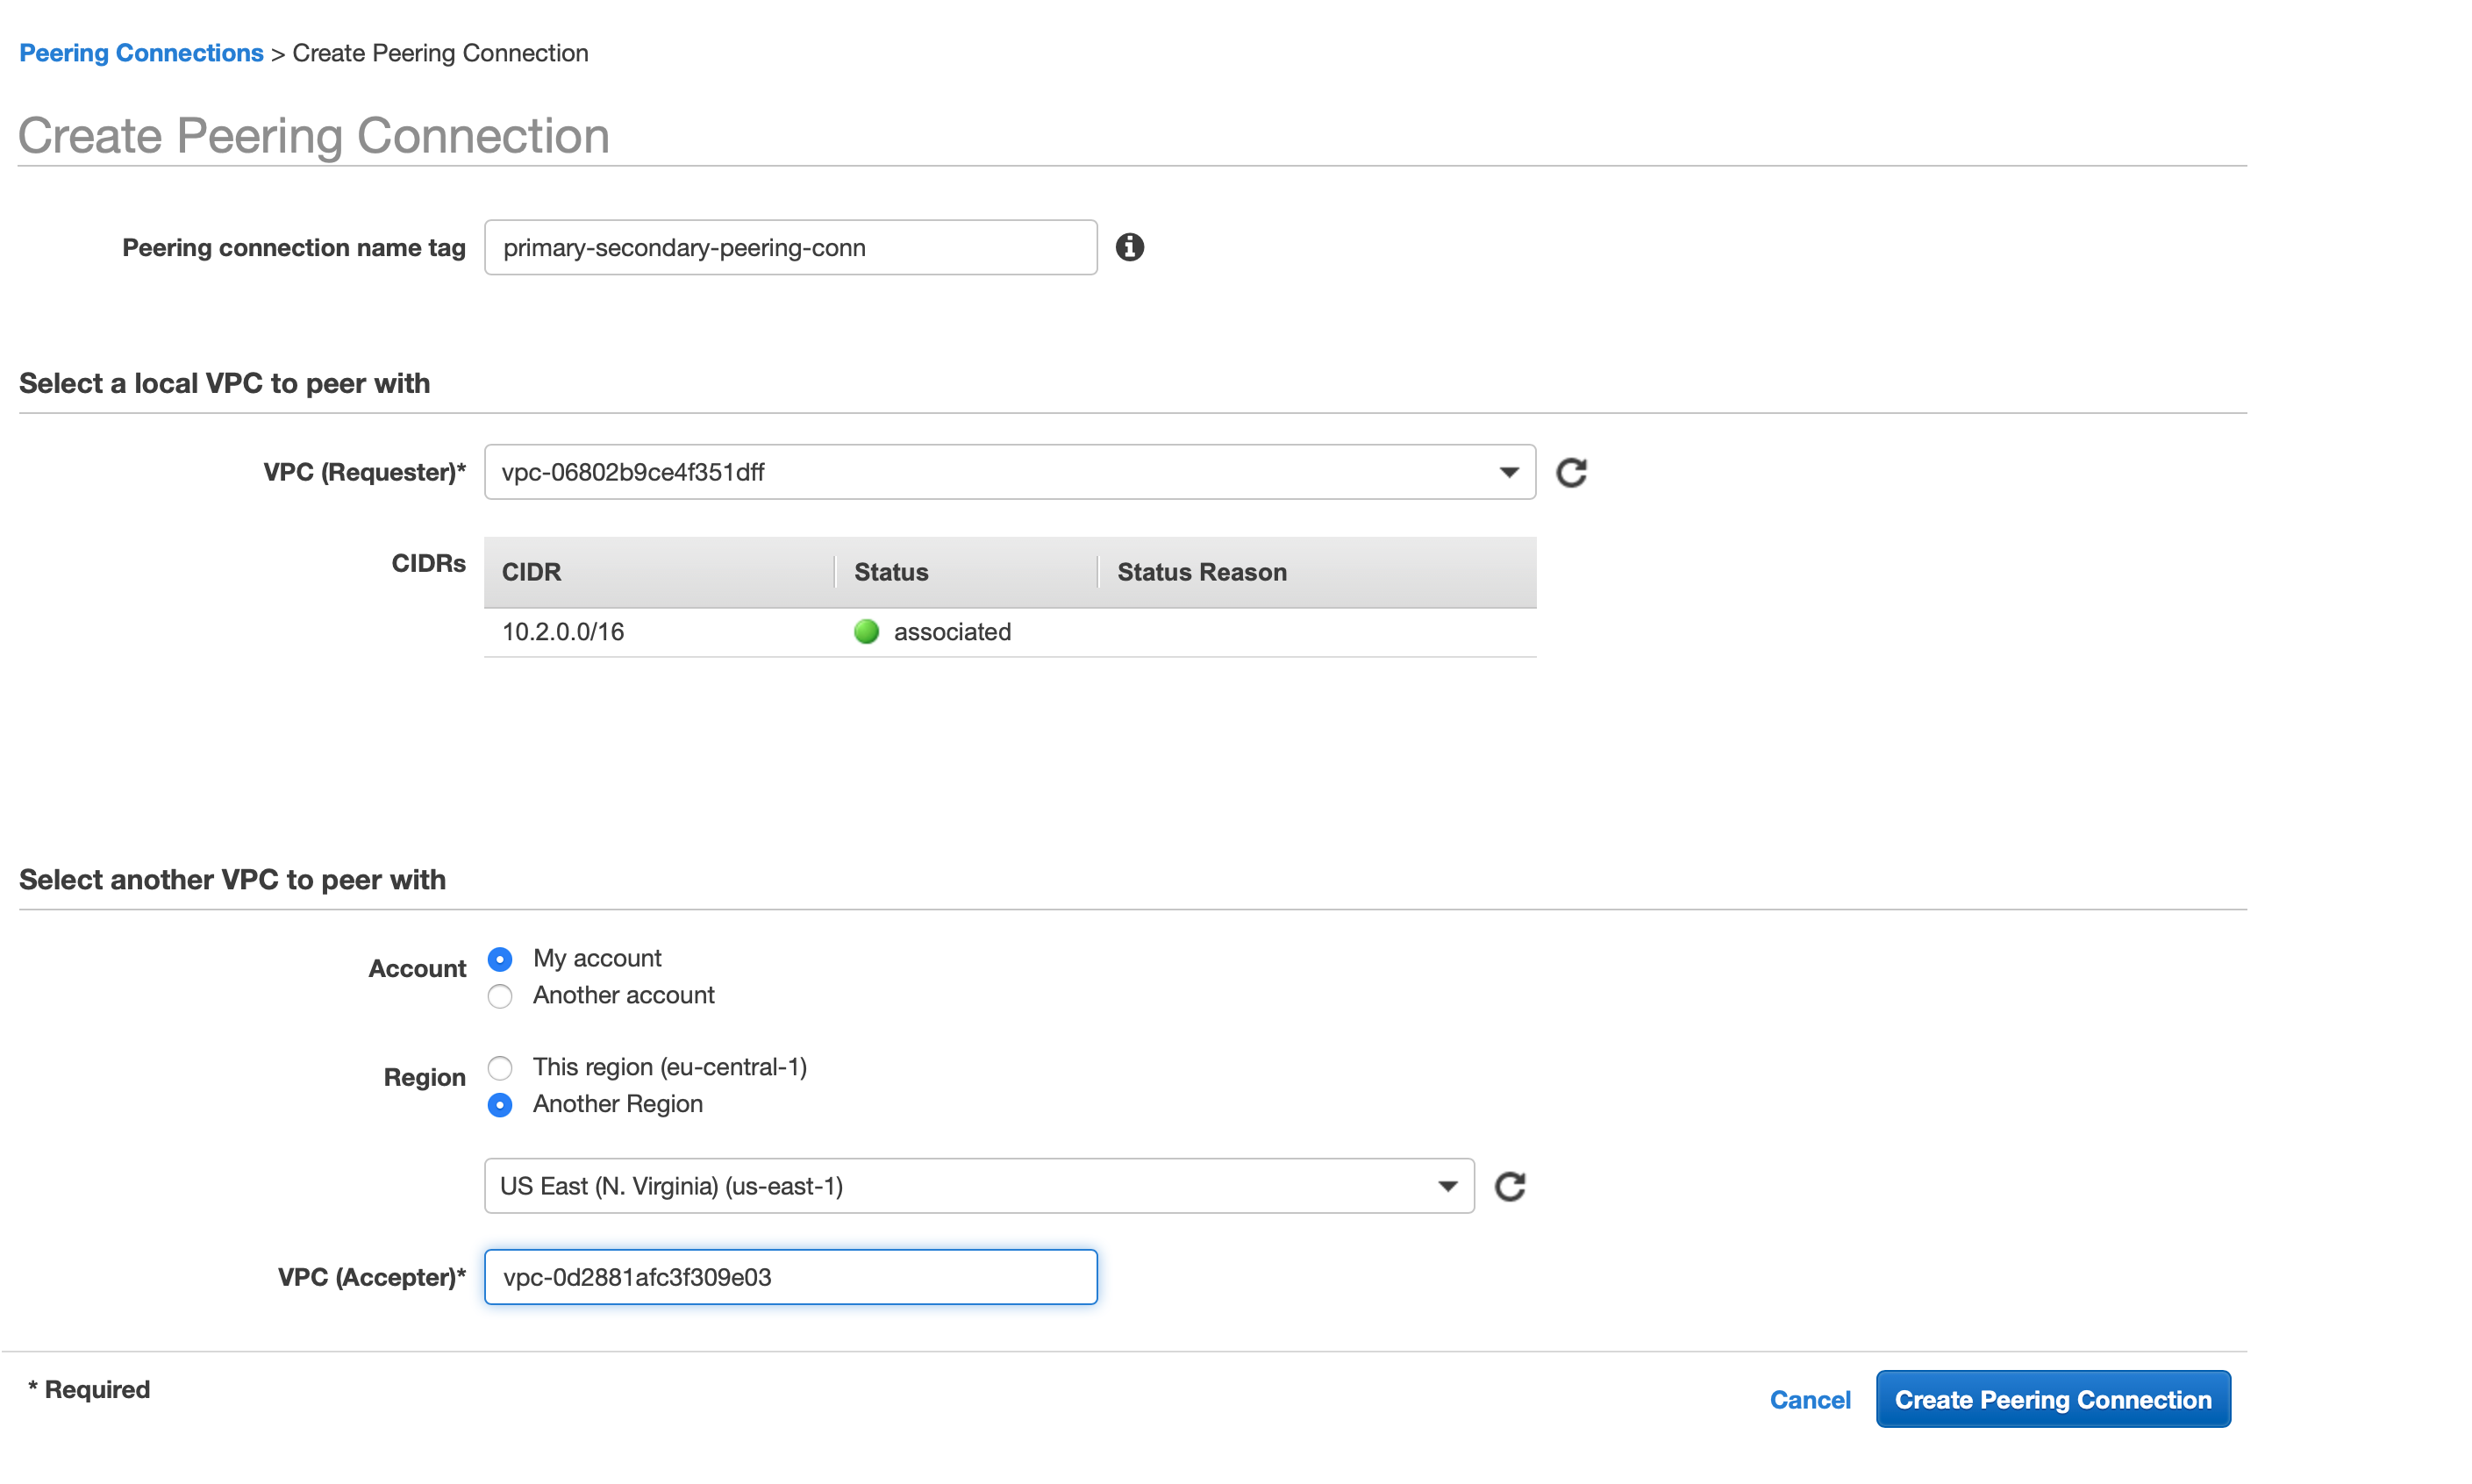 Peering Connections > Create Peering Connection
Create Peering Connection
Peering connection name tag primary-secondary-peering-conn
Select a local VPC to peer with
VPC (Requester)* vpc-06802b9ce4f351dff
CIDRs CIDR Status Status Reason
10.2.0.0/16 associated
Select another VPC to peer with
Account My account
Another account
Region This region (eu-central-1)
Another Region
US East (N. Virginia) (us-east-1)
VPC (Accepter)* vpc-0d2881afc3f309e03
* Required
Cancel Create Peering Connection